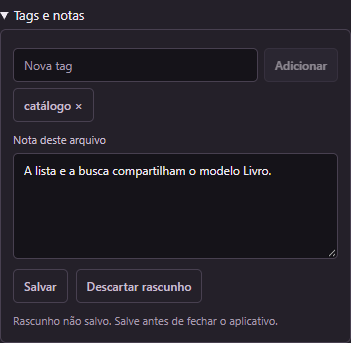 Tags e notas
Nova tag
Adicionar
catálogo ×
Nota deste arquivo
A lista e a busca compartilham o modelo Livro.
Salvar
Descartar rascunho
Rascunho não salvo. Salve antes de fechar o aplicativo.